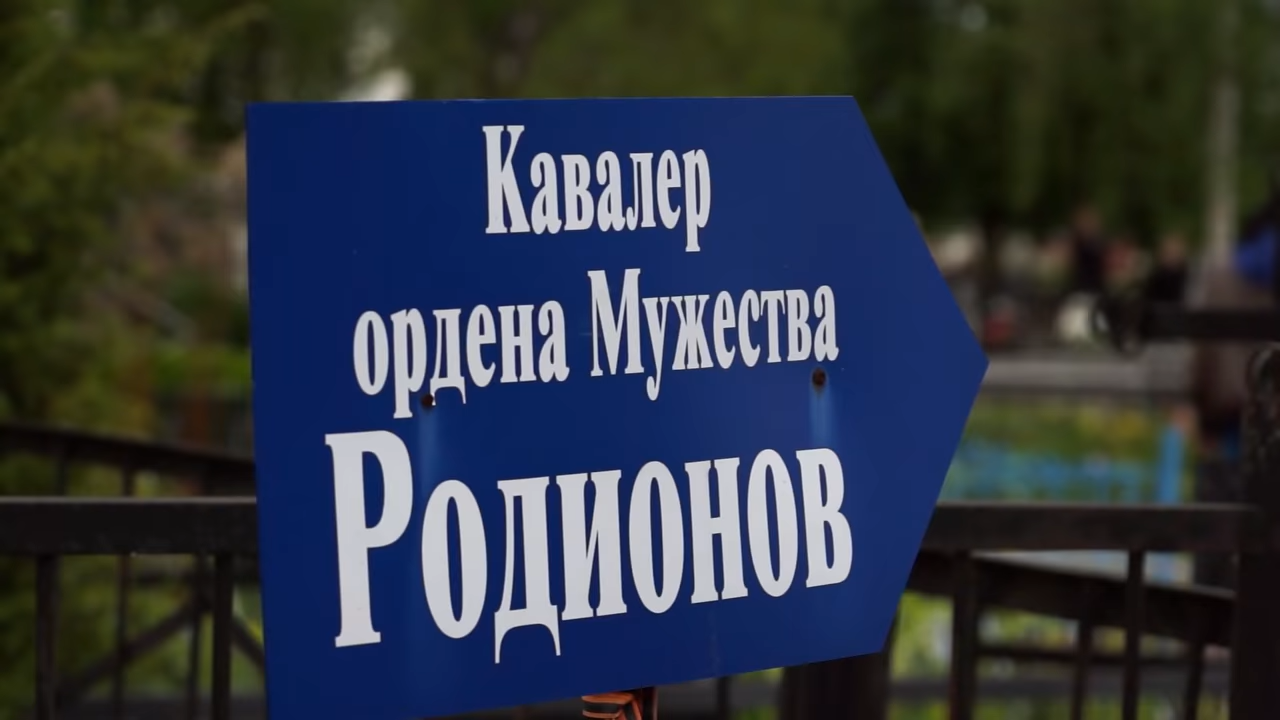 Кавалер
ордена Мужества
Родионов